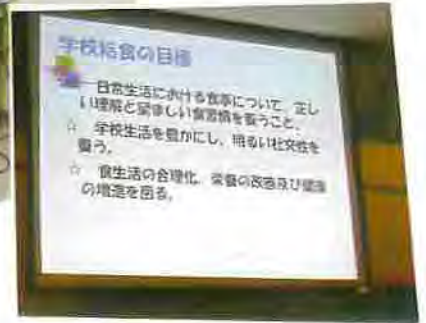 学校給食の目標
日常生活における食事について、正し
い理解と望ましい食習慣を養うこと。
☆ 学校生活を豊かにし、明るい社交性を
養う。
☆ 食生活の合理化、栄養の改善及び健康
の増進を図る。